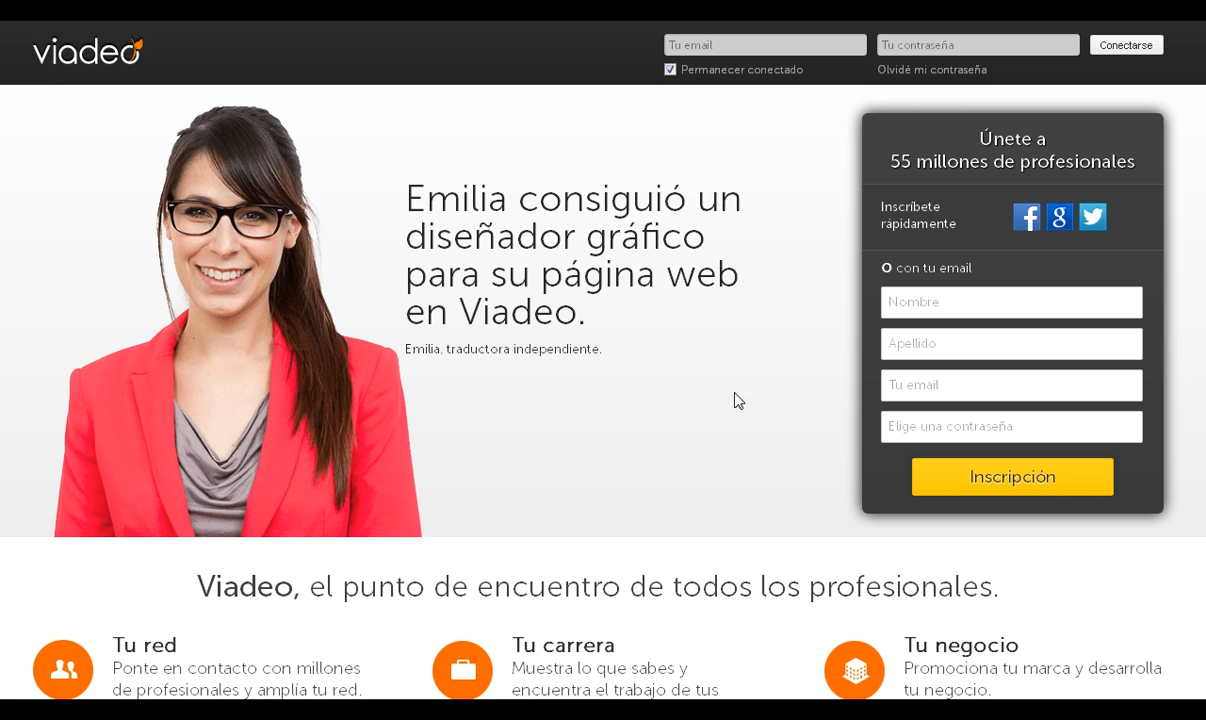 viadeo
Tu email
Tu contraseña
Conectarse
Permanecer conectado
Olvidé mi contraseña
Emilia consiguió un
diseñador gráfico
para su página web
en Viadeo.
Emilia, traductora independiente.
Únete a
55 millones de profesionales
Inscríbete
rápidamente
O con tu email
Nombre
Apellido
Tu email
Elige una contraseña
Inscripción
Viadeo, el punto de encuentro de todos los profesionales.
Tu red
Ponte en contacto con millones
de profesionales y amplía tu red.
Tu carrera
Muestra lo que sabes y
encuentra el trabajo de tus
Tu negocio
Promociona tu marca y desarrolla
tu negocio.